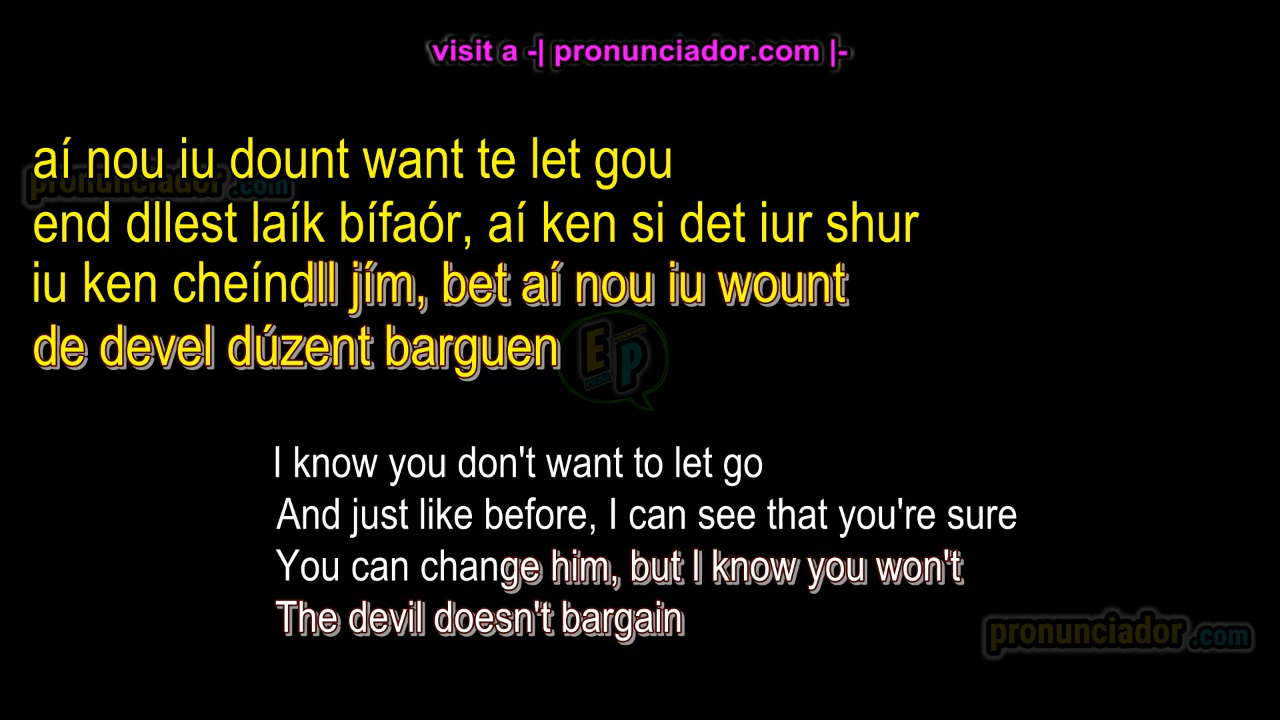 visit a -| pronunciador.com |-
aí nou iu dount want te let gou
pronunciador.com
end dllest laík bífaór, aí ken si det iur shur
iu ken cheíndll jím, bet aí nou iu wount
de devel dúzent barguen
EP
I know you don't want to let go
And just like before, I can see that you're sure
You can change him, but I know you won't
The devil doesn't bargain
pronunciador.com